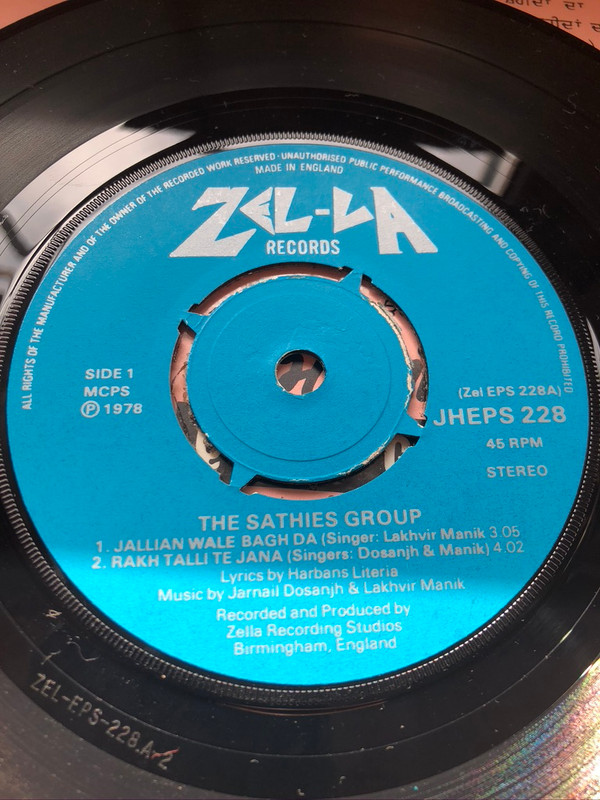 ਸ਼ਹੀਦਾਂ ਦਾ
ALL RIGHTS OF THE MANUFACTURER AND OF THE OWNER OF THE RECORDED WORK RESERVED · UNAUTHORISED PUBLIC PERFORMANCE BROADCASTING AND COPYING OF THIS RECORD PROHIBITED
MADE IN ENGLAND
ZEL-LA
RECORDS
SIDE 1
MCPS
Ⓟ 1978
(Zel EPS 228A)
JHEPS 228
45 RPM
STEREO
THE SATHIES GROUP
1. JALLIAN WALE BAGH DA (Singer: Lakhvir Manik 3.05
2. RAKH TALLI TE JANA (Singers: Dosanjh & Manik) 4.02
Lyrics by Harbans Literia
Music by Jarnail Dosanjh & Lakhvir Manik
Recorded and Produced by
Zella Recording Studios
Birmingham, England
ZEL-EPS-228.A-2